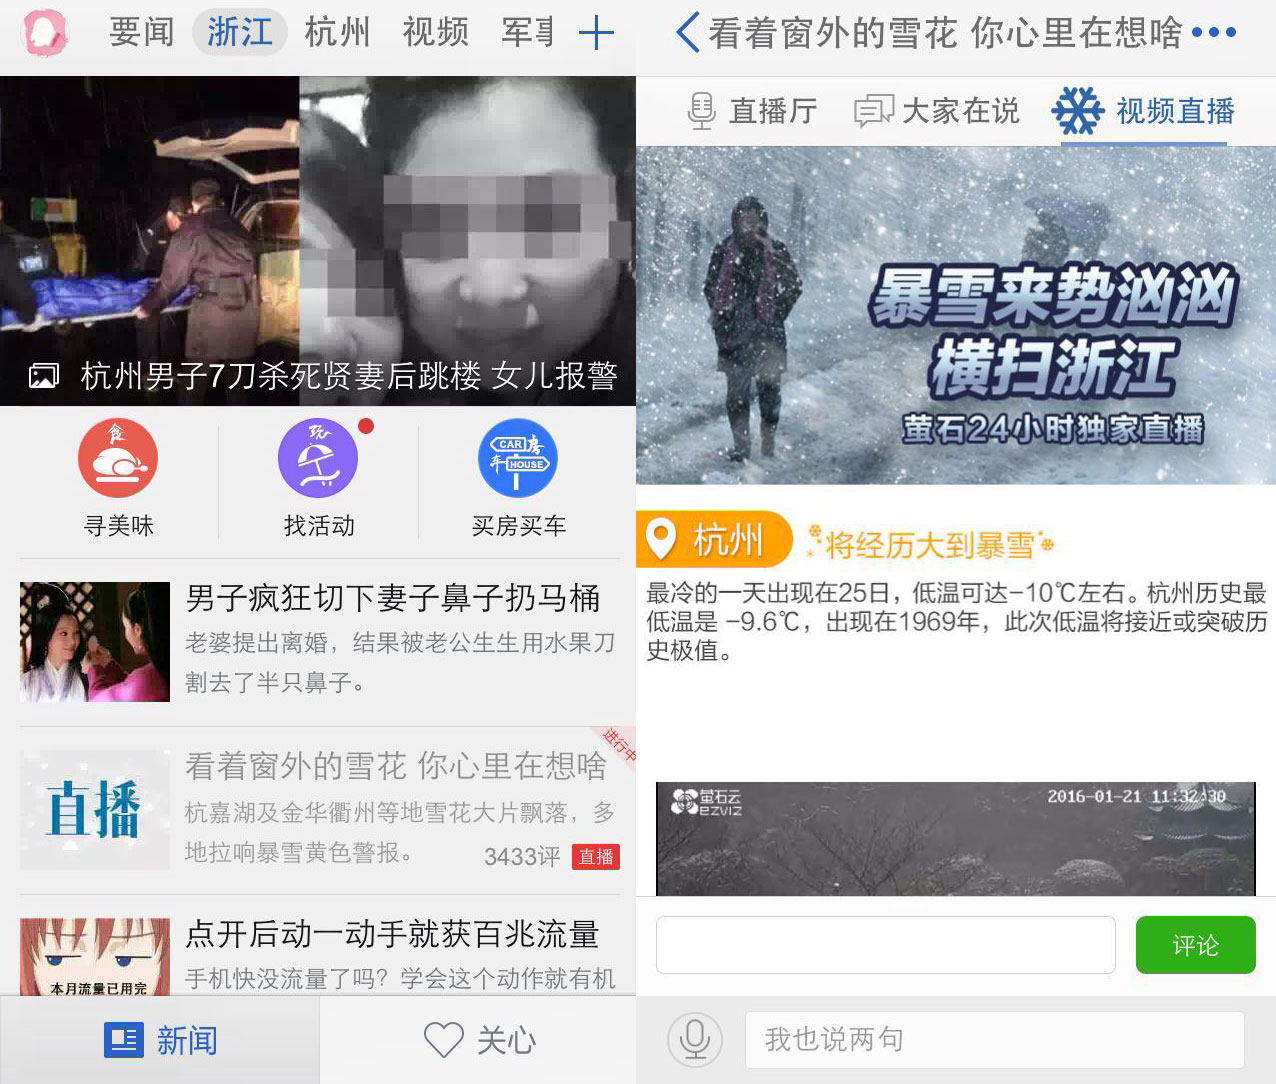 要闻 浙江 杭州 视频 军事
杭州男子7刀杀死贤妻后跳楼 女儿报警
食
玩
CAR 房
车 HOUSE
寻美味
找活动
买房买车
男子疯狂切下妻子鼻子扔马桶
老婆提出离婚，结果被老公生生用水果刀
割去了半只鼻子。
进行中
直播
看着窗外的雪花 你心里在想啥
杭嘉湖及金华衢州等地雪花大片飘落，多
地拉响暴雪黄色警报。
3433评 直播
本月流量已用完
点开后动一动手就获百兆流量
手机快没流量了吗？学会这个动作就有机
新闻
关心
看着窗外的雪花 你心里在想啥
直播厅
大家在说
视频直播
暴雪来势汹汹
横扫浙江
萤石24小时独家直播
杭州
将经历大到暴雪
最冷的一天出现在25日，低温可达-10℃左右。杭州历史最
低温是 -9.6℃，出现在1969年，此次低温将接近或突破历
史极值。
萤石云
ezviz
2016-01-21 11:32:30
评论
我也说两句